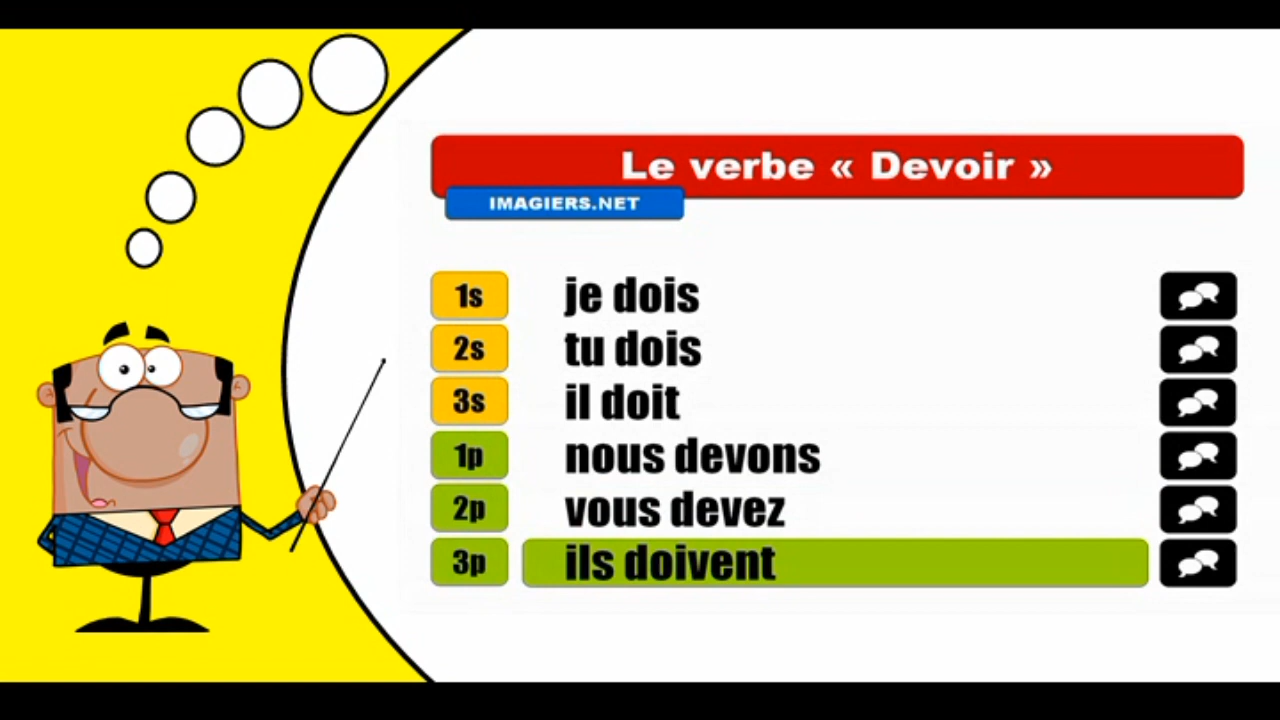 Le verbe « Devoir »
IMAGIERS.NET
1s je dois
2s tu dois
3s il doit
1p nous devons
2p vous devez
3p ils doivent